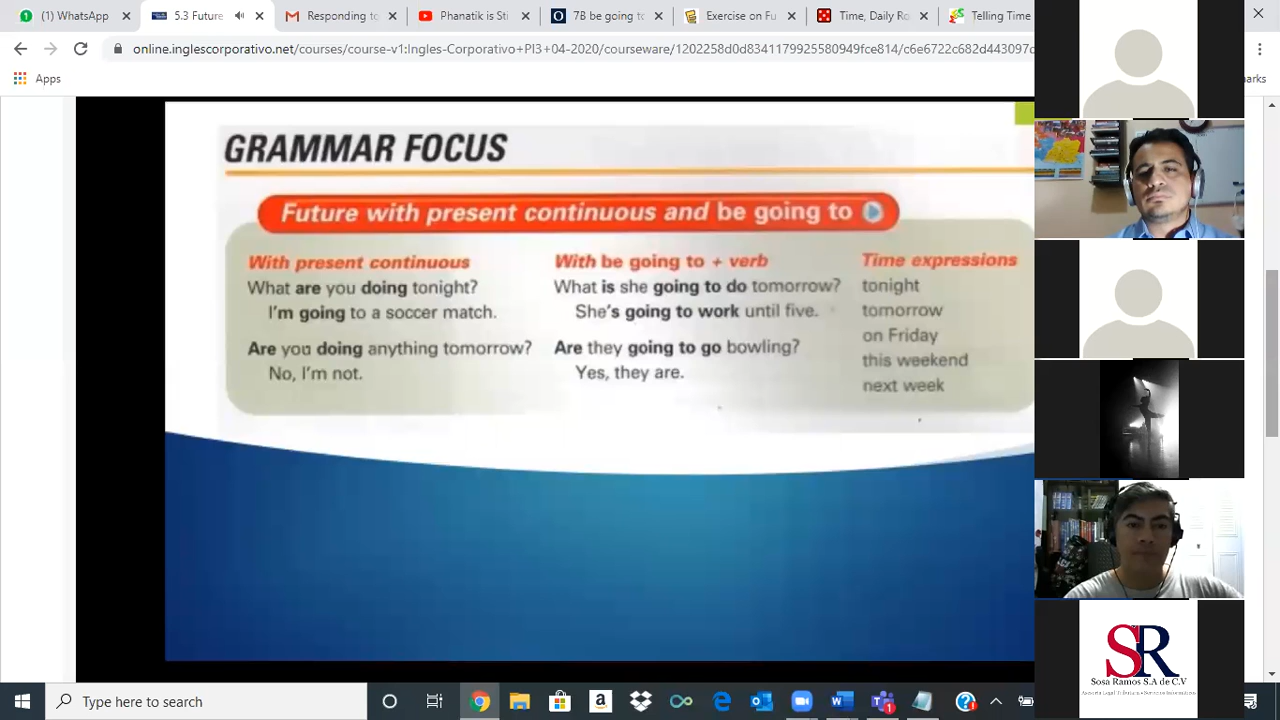 (1) WhatsApp
5.3 Future
Responding to
Phanatik is St
7B be going to
Exercise on Fu
Time, Daily Ro
Telling Time
online.inglescorporativo.net/courses/course-v1:Ingles-Corporativo+PI3+04-2020/courseware/1202258d0d8341179925580949fce814/c6e6722c682d443097c
Apps
GRAMMAR FOCUS
Future with present continuous and be going to
With present continuous
What are you doing tonight?
I'm going to a soccer match.
Are you doing anything tomorrow?
No, I'm not.
With be going to + verb
What is she going to do tomorrow?
She's going to work until five.
Are they going to go bowling?
Yes, they are.
Time expressions
tonight
tomorrow
on Friday
this weekend
next week
SR
Sosa Ramos S.A de C.V
Type here to search